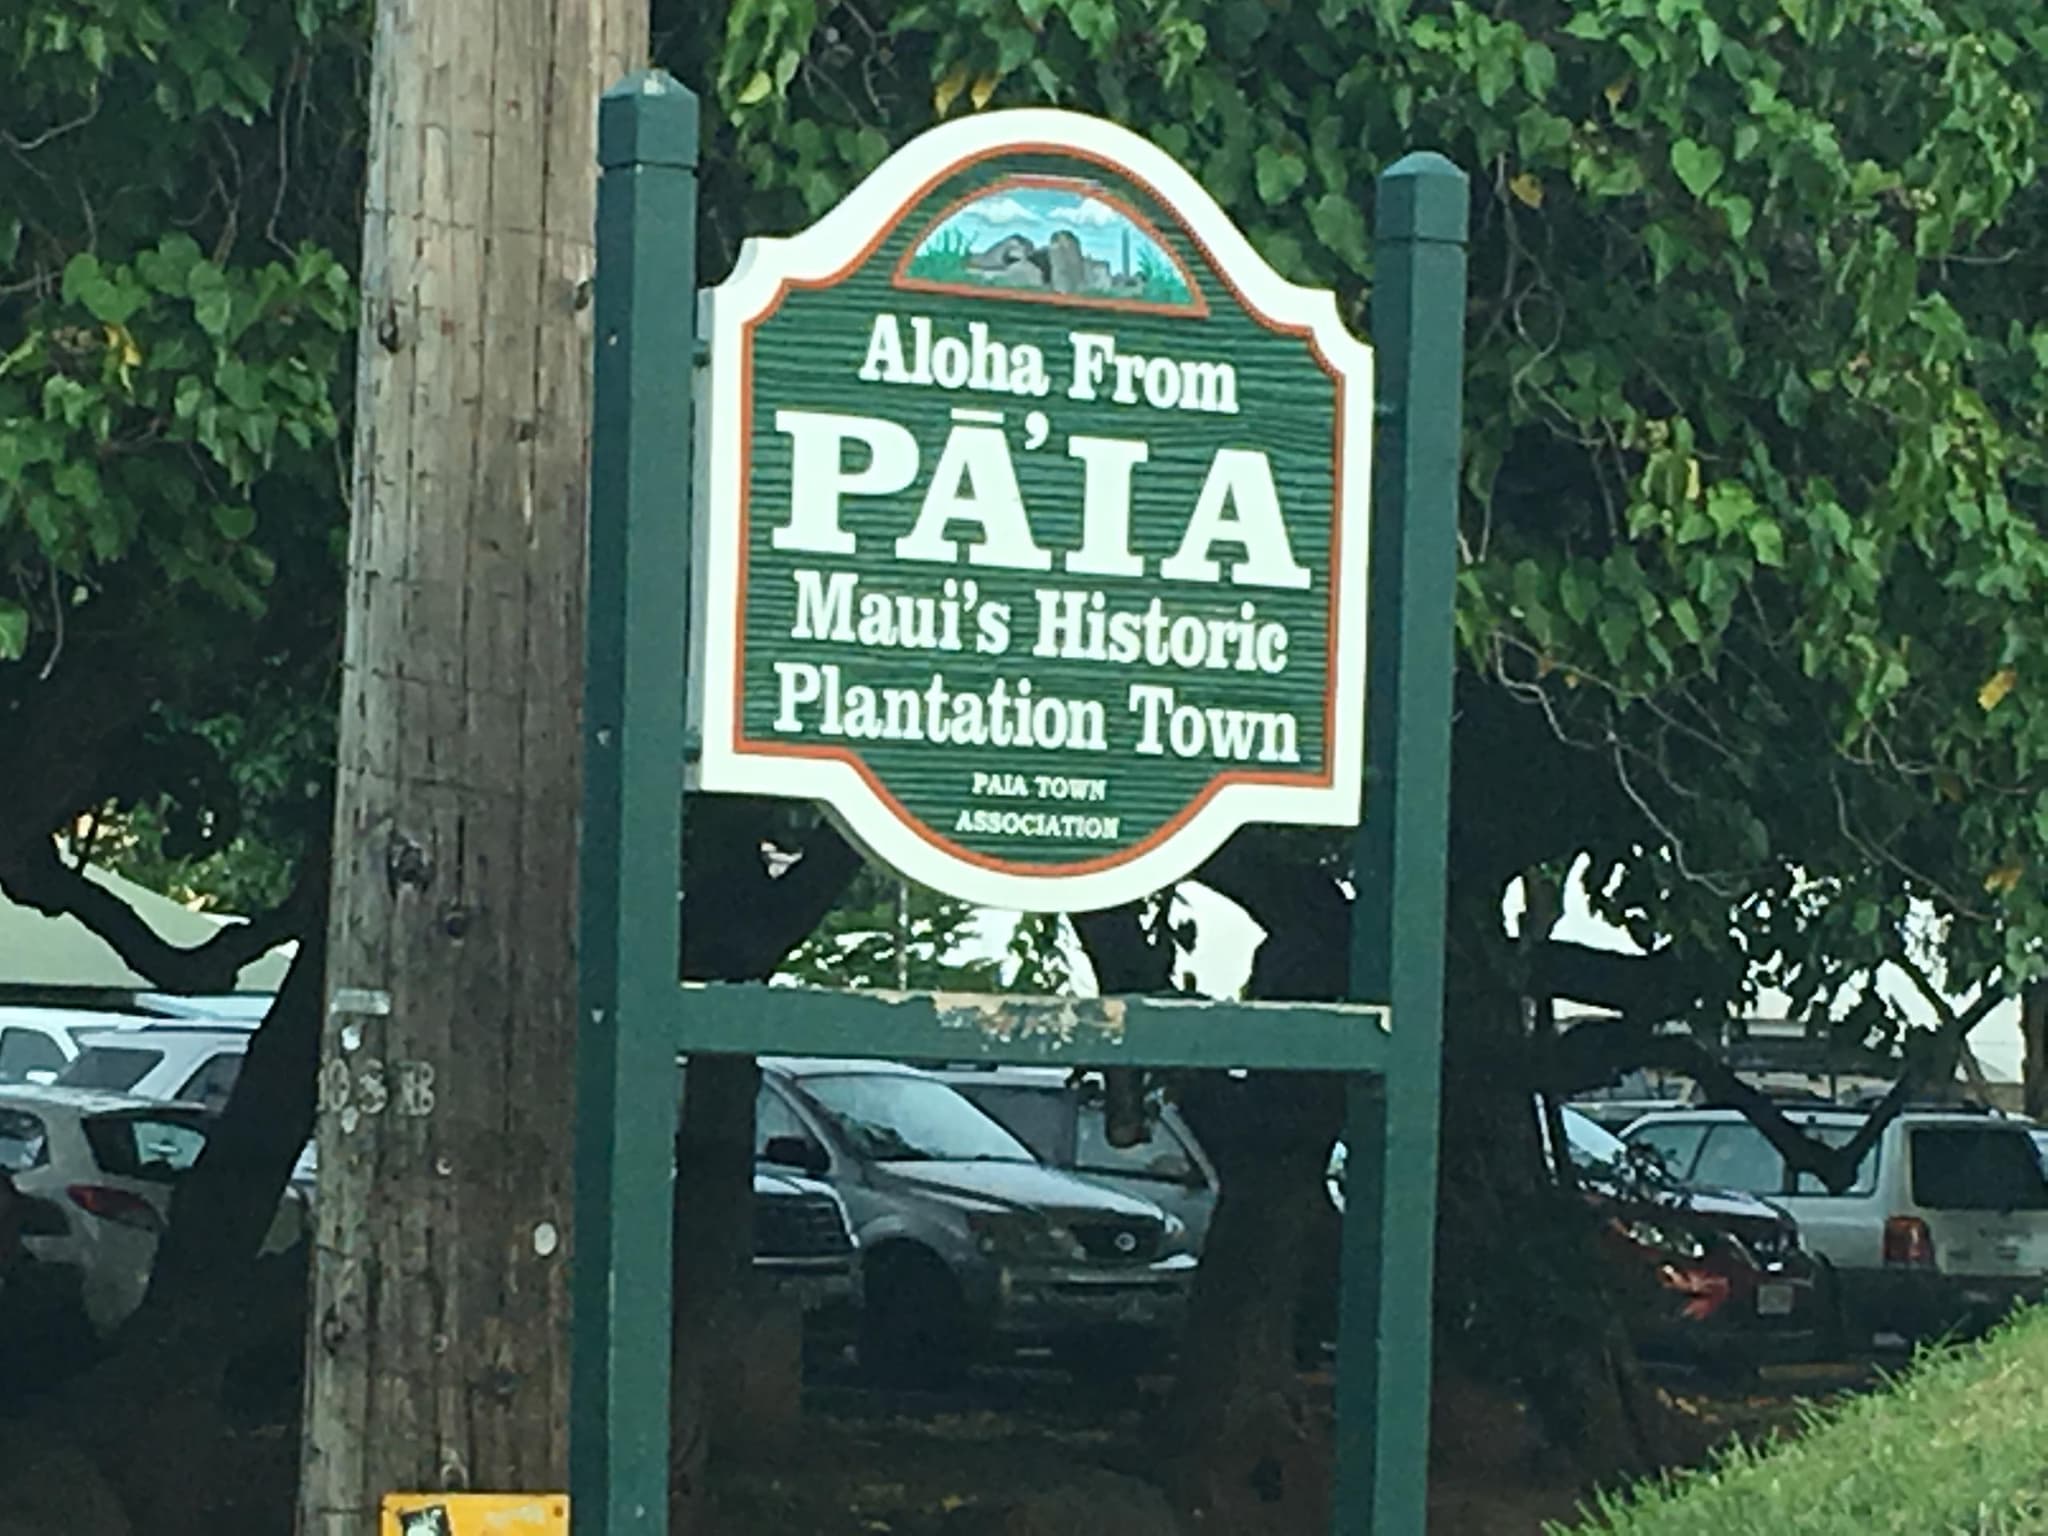 Aloha From
PĀ'IA
Maui's Historic
Plantation Town
PAIA TOWN
ASSOCIATION